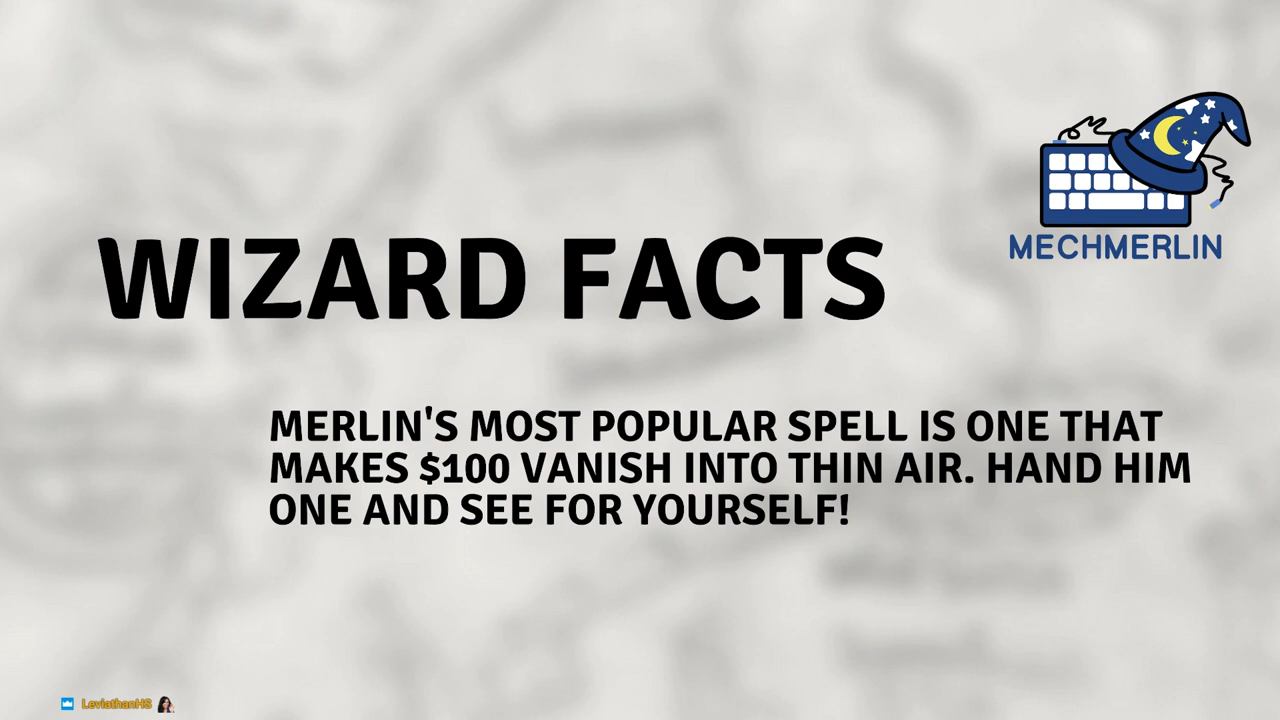 MECHMERLIN
WIZARD FACTS
MERLIN'S MOST POPULAR SPELL IS ONE THAT
MAKES $100 VANISH INTO THIN AIR. HAND HIM
ONE AND SEE FOR YOURSELF!
LeviathanHS